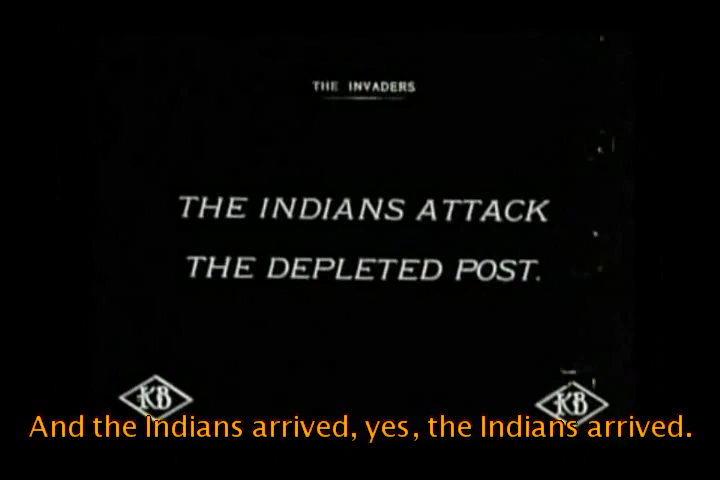 THE INVADERS
THE INDIANS ATTACK
THE DEPLETED POST.
KB KB
And the Indians arrived, yes, the Indians arrived.